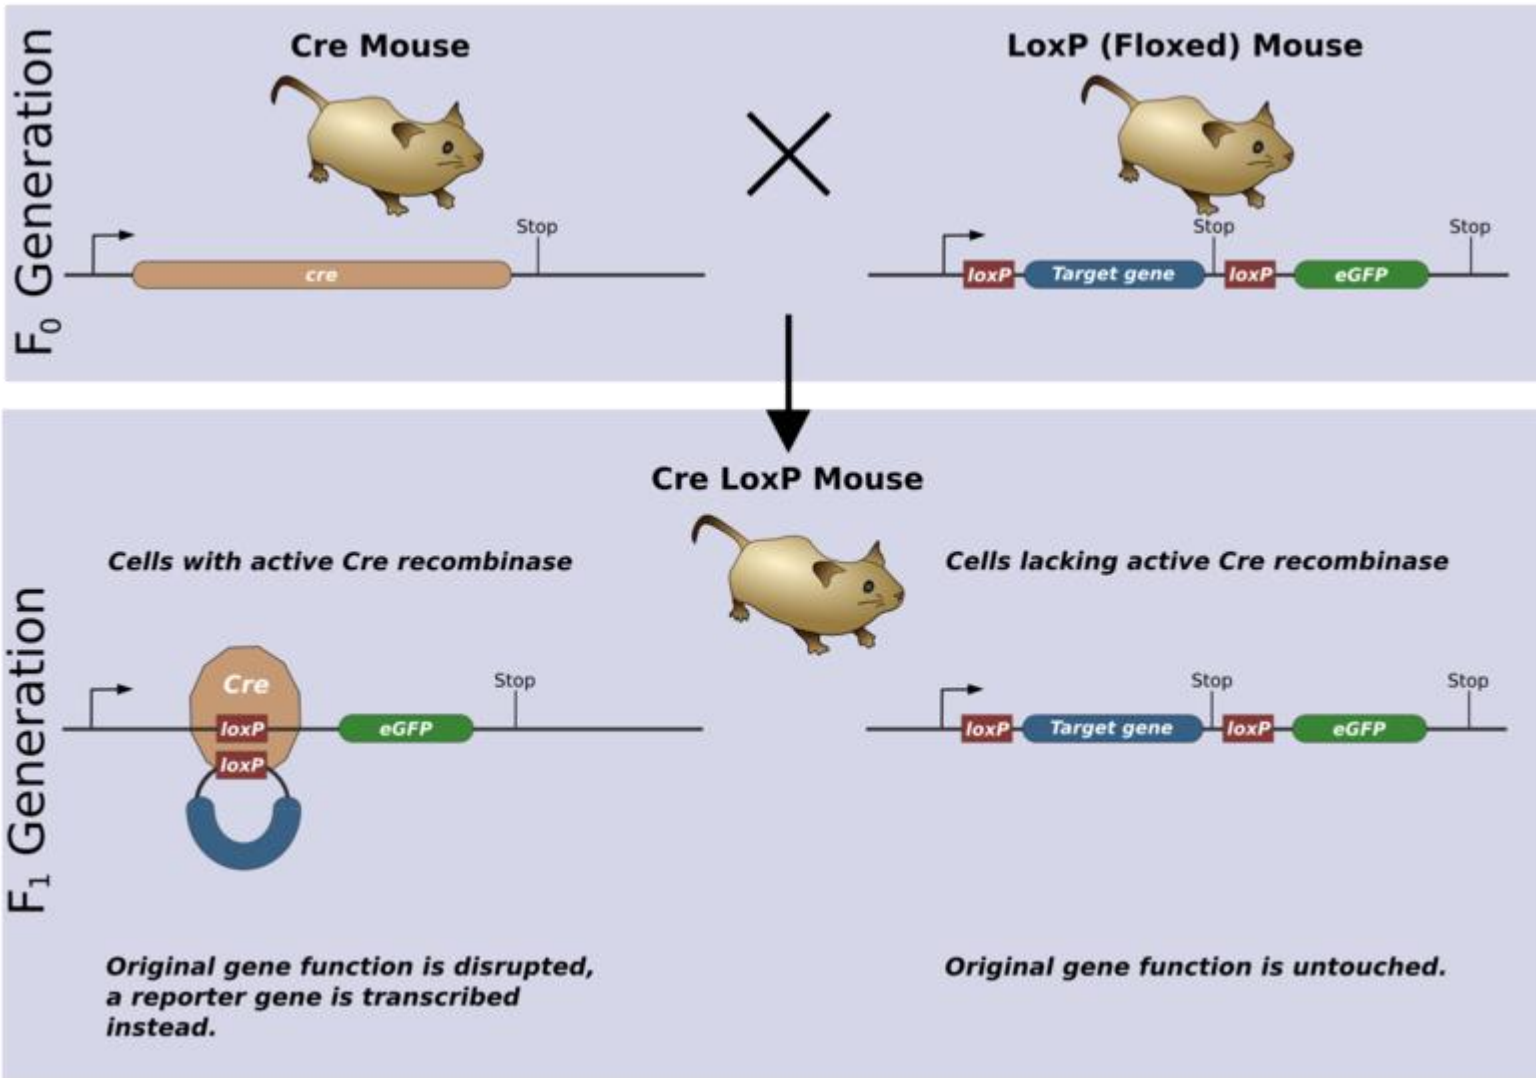 F0 Generation
Cre Mouse
LoxP (Floxed) Mouse
Stop
cre
Stop
Stop
loxP
Target gene
loxP
eGFP
F1 Generation
Cre LoxP Mouse
Cells with active Cre recombinase
Cells lacking active Cre recombinase
Cre
loxP
loxP
eGFP
Stop
Stop
Stop
loxP
Target gene
loxP
eGFP
Original gene function is disrupted,
a reporter gene is transcribed
instead.
Original gene function is untouched.